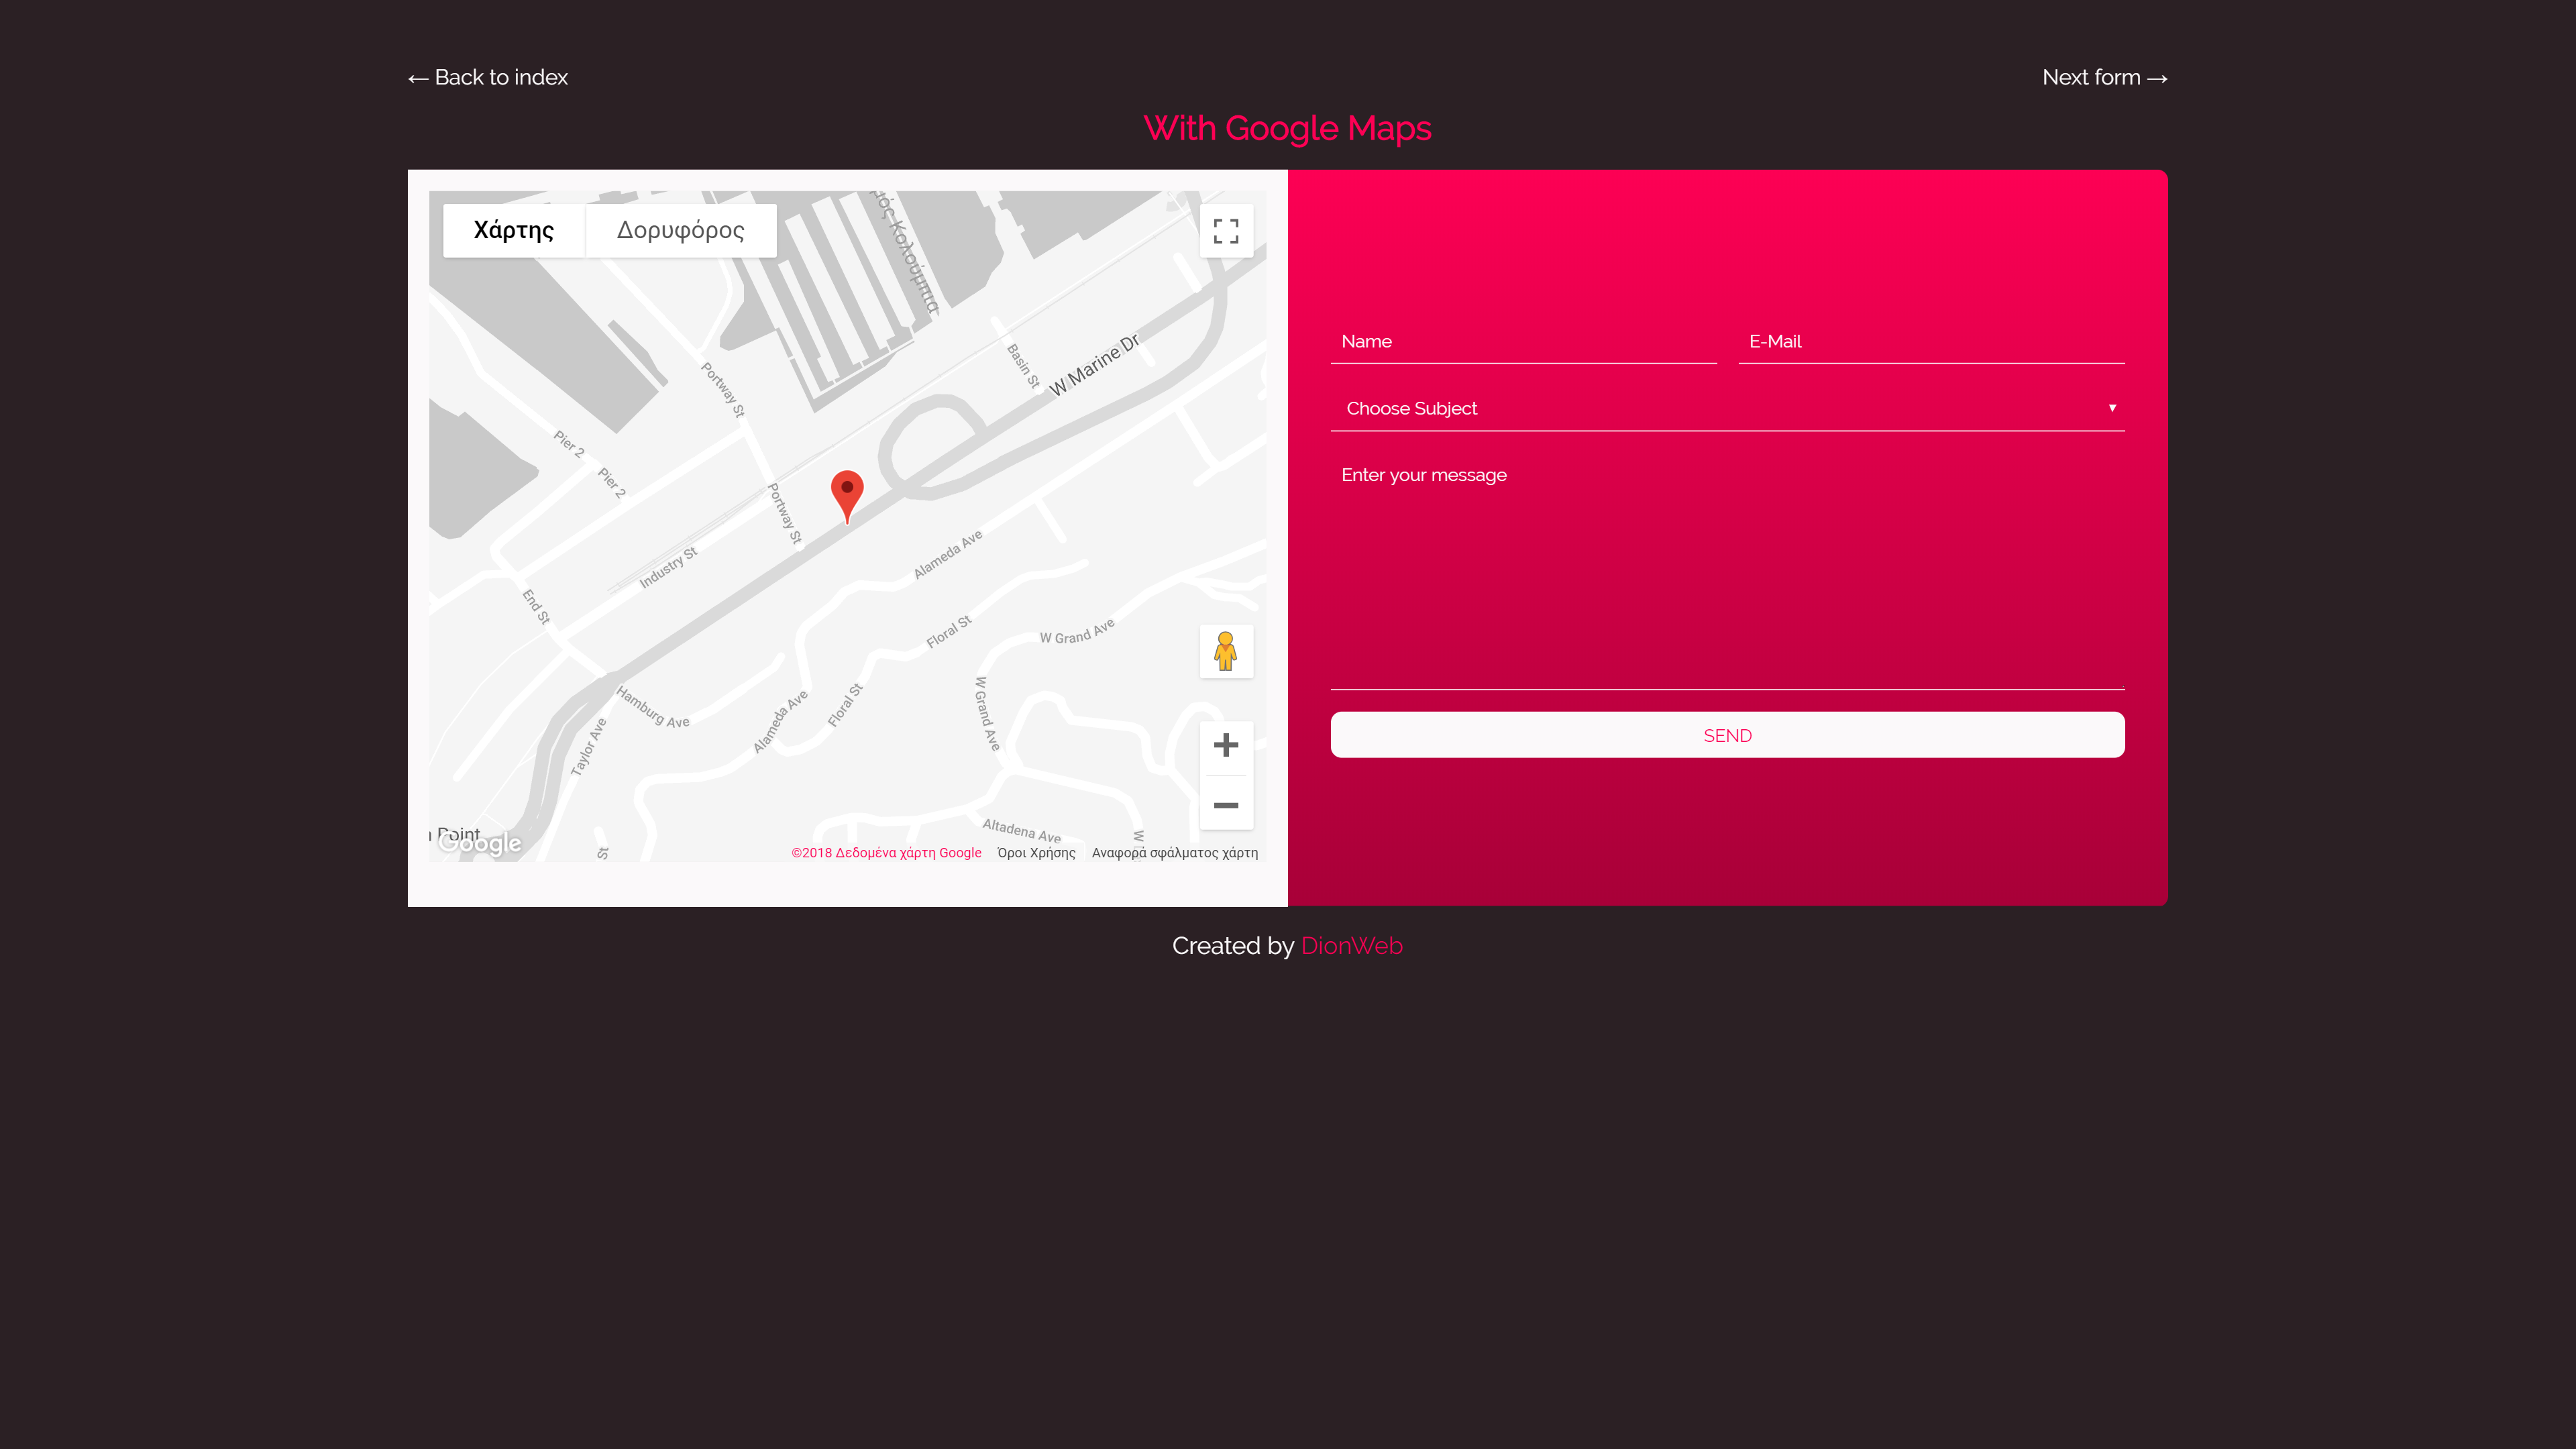 ← Back to index
Next form →
With Google Maps
Χάρτης
Δορυφόρος
Κολούμπια
W Marine Dr
Basin St
Portway St
Pier 2
Pier 2
Portway St
Industry St
Alameda Ave
End St
Floral St
W Grand Ave
Hamburg Ave
Alameda Ave
Floral St
W Grand Ave
Taylor Ave
Altadena Ave
W
St
Point
Google
©2018 Δεδομένα χάρτη Google
Όροι Χρήσης
Αναφορά σφάλματος χάρτη
Name
E-Mail
Choose Subject
Enter your message
SEND
Created by DionWeb